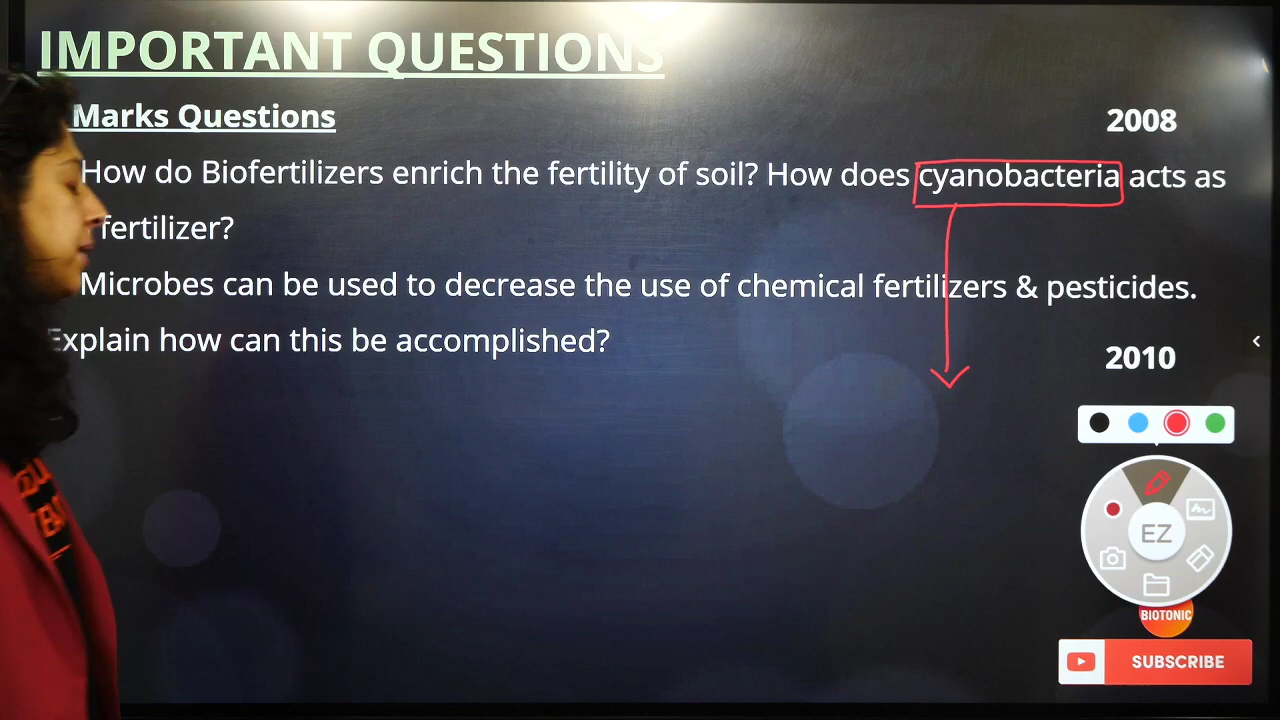 IMPORTANT QUESTIONS
Marks Questions
2008
How do Biofertilizers enrich the fertility of soil? How does cyanobacteria acts as
fertilizer?
Microbes can be used to decrease the use of chemical fertilizers & pesticides.
Explain how can this be accomplished?
2010
EZ
BIOTONIC
SUBSCRIBE